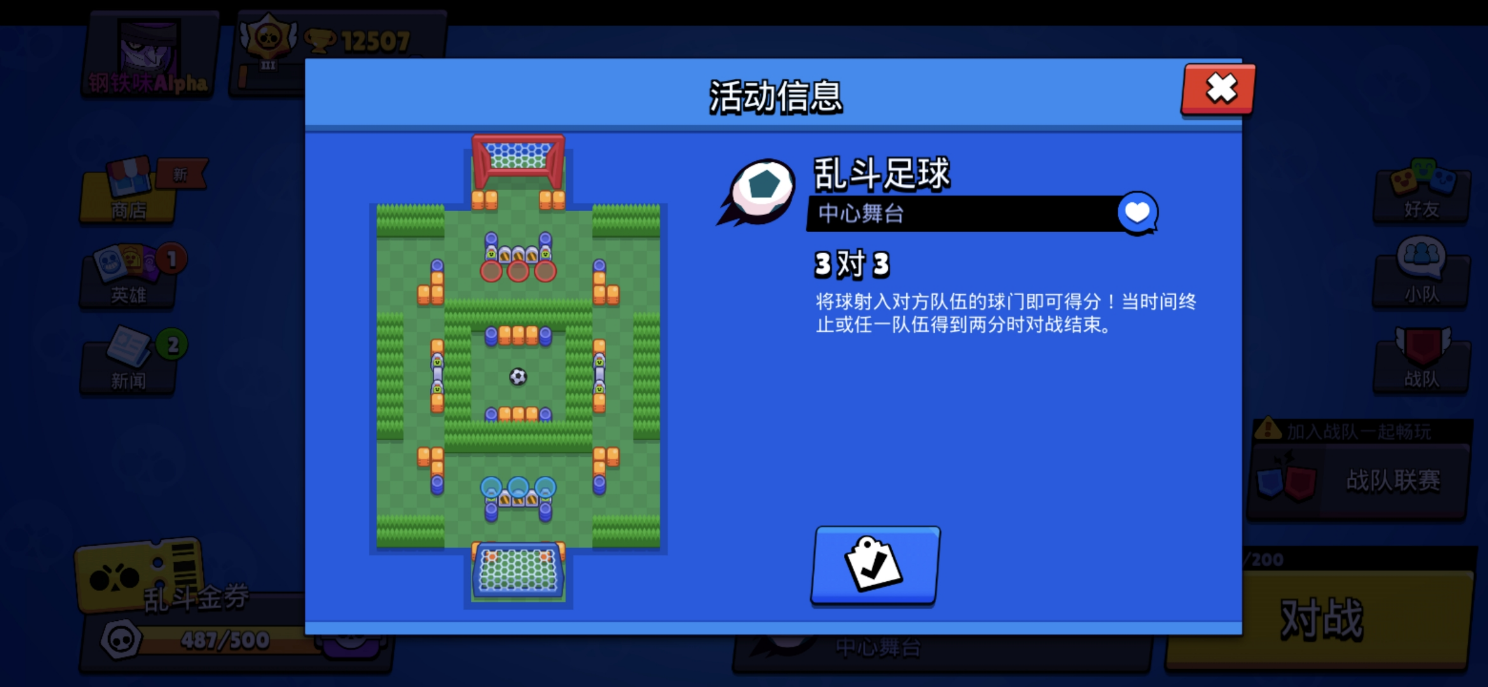 12507
III
钢铁味Alpha
活动信息
新
商店
乱斗足球
中心舞台
3 对 3
将球射入对方队伍的球门即可得分！当时间终
止或任一队伍得到两分时对战结束。
1
英雄
2
新闻
好友
小队
战队
加入战队一起畅玩
战队联赛
/200
乱斗金券
487/500
对战
中心舞台